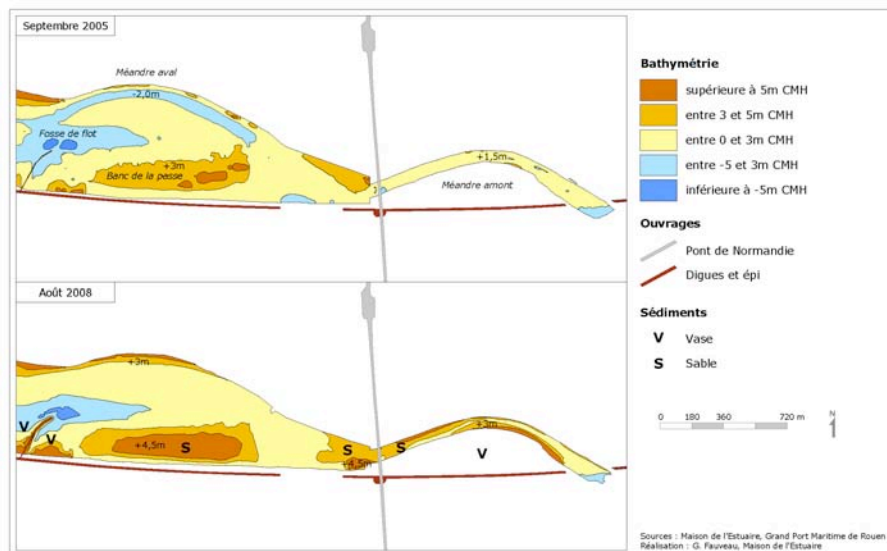 Septembre 2005
Méandre aval
-2,0m
Fosse de flot
+3m
Banc de la passe
+1,5m
Méandre amont
Août 2008
+3m
V
V
+4,5m
S
S
+4,5m
S
+3m
V
Bathymétrie
supérieure à 5m CMH
entre 3 et 5m CMH
entre 0 et 3m CMH
entre -5 et 3m CMH
inférieure à -5m CMH
Ouvrages
Pont de Normandie
Digues et épi
Sédiments
V Vase
S Sable
0 180 360 720 m
N
Sources : Maison de l'Estuaire, Grand Port Maritime de Rouen
Réalisation : G. Fauveau, Maison de l'Estuaire